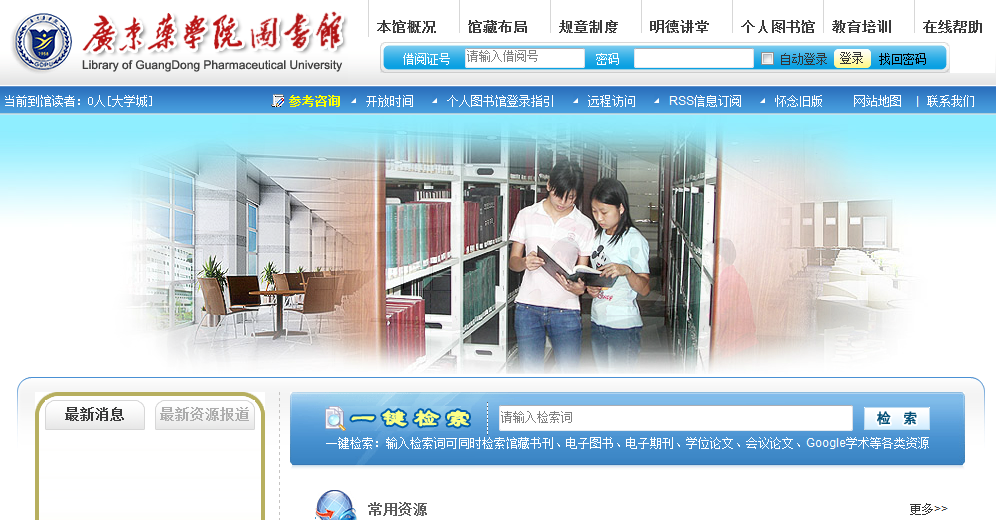 廣東藥學院圖書館
Library of GuangDong Pharmaceutical University
GDPU
本馆概况 馆藏布局 规章制度 明德讲堂 个人图书馆 教育培训 在线帮助
借阅证号 请输入借阅号 密码 自动登录 登录 找回密码
当前到馆读者：0人[大学城] 参考咨询 开放时间 个人图书馆登录指引 远程访问 RSS信息订阅 怀念旧版 网站地图 | 联系我们
最新消息 最新资源报道
一键检索 请输入检索词 检 索
一键检索：输入检索词可同时检索馆藏书刊、电子图书、电子期刊、学位论文、会议论文、Google学术等各类资源
常用资源 更多>>